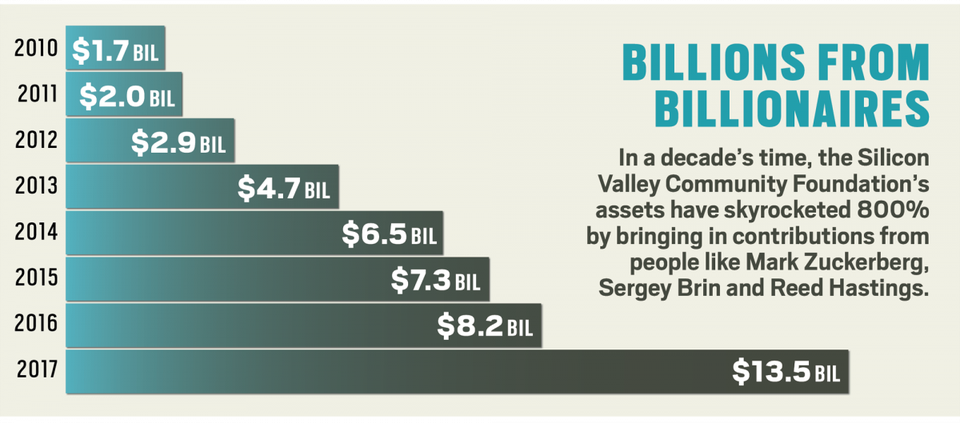 BILLIONS FROM
BILLIONAIRES
In a decade's time, the Silicon
Valley Community Foundation's
assets have skyrocketed 800%
by bringing in contributions from
people like Mark Zuckerberg,
Sergey Brin and Reed Hastings.
2010 $1.7 BIL
2011 $2.0 BIL
2012 $2.9 BIL
2013 $4.7 BIL
2014 $6.5 BIL
2015 $7.3 BIL
2016 $8.2 BIL
2017 $13.5 BIL